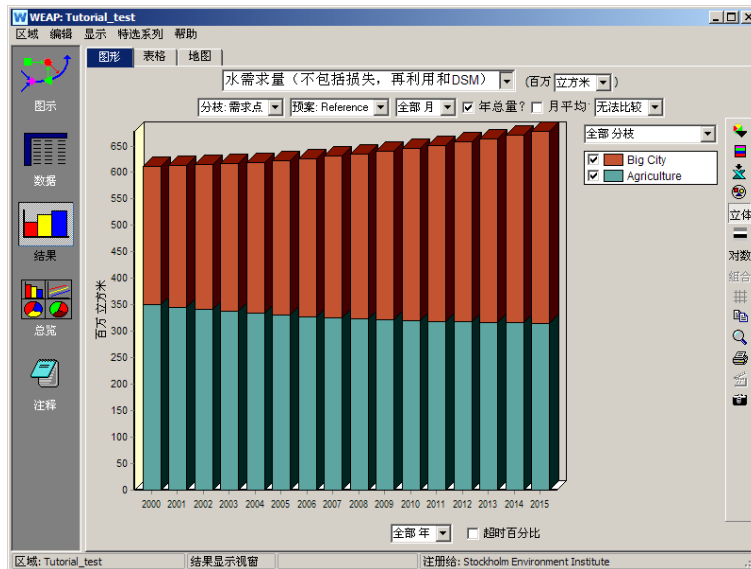 WEAP: Tutorial_test
区域 编辑 显示 特选系列 帮助
图形 表格 地图
水需求量（不包括损失，再利用和DSM） (百万 立方米 )
分枝: 需求点 预案: Reference 全部 月 年总量? 月平均 无法比较
图示
数据
结果
总览
注释
全部 分枝
Big City
Agriculture
立体
对数
组合
百万 立方米
650
600
550
500
450
400
350
300
250
200
150
100
50
0
2000 2001 2002 2003 2004 2005 2006 2007 2008 2009 2010 2011 2012 2013 2014 2015
全部 年 超时百分比
区域: Tutorial_test 结果显示视窗 注册给: Stockholm Environment Institute